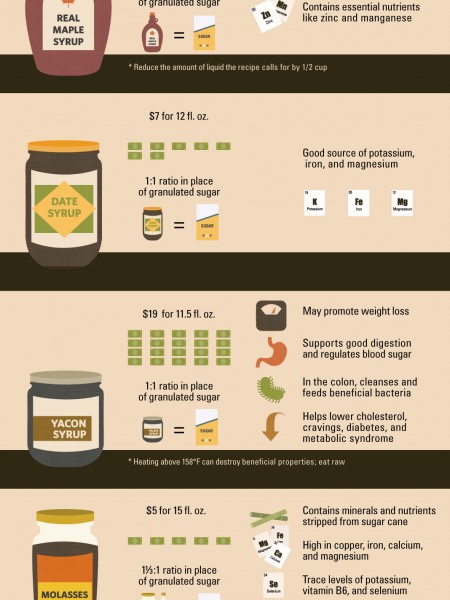 of granulated sugar
Contains essential nutrients
like zinc and manganese
Zn
Zinc
Mn
REAL
MAPLE
SYRUP
=
SUGAR
* Reduce the amount of liquid the recipe calls for by 1/2 cup
$7 for 12 fl. oz.
DATE
SYRUP
1:1 ratio in place
of granulated sugar
=
SUGAR
Good source of potassium,
iron, and magnesium
K
Potassium
Fe
Iron
Mg
Magnesium
$19 for 11.5 fl. oz.
YACON
SYRUP
1:1 ratio in place
of granulated sugar
=
SUGAR
May promote weight loss
Supports good digestion
and regulates blood sugar
In the colon, cleanses and
feeds beneficial bacteria
Helps lower cholesterol,
cravings, diabetes, and
metabolic syndrome
* Heating above 158°F can destroy beneficial properties; eat raw
$5 for 15 fl. oz.
MOLASSES
1⅓:1 ratio in place
of granulated sugar
Contains minerals and nutrients
stripped from sugar cane
High in copper, iron, calcium,
and magnesium
Fe
Mg
Ca
Trace levels of potassium,
vitamin B6, and selenium
Se
Selenium